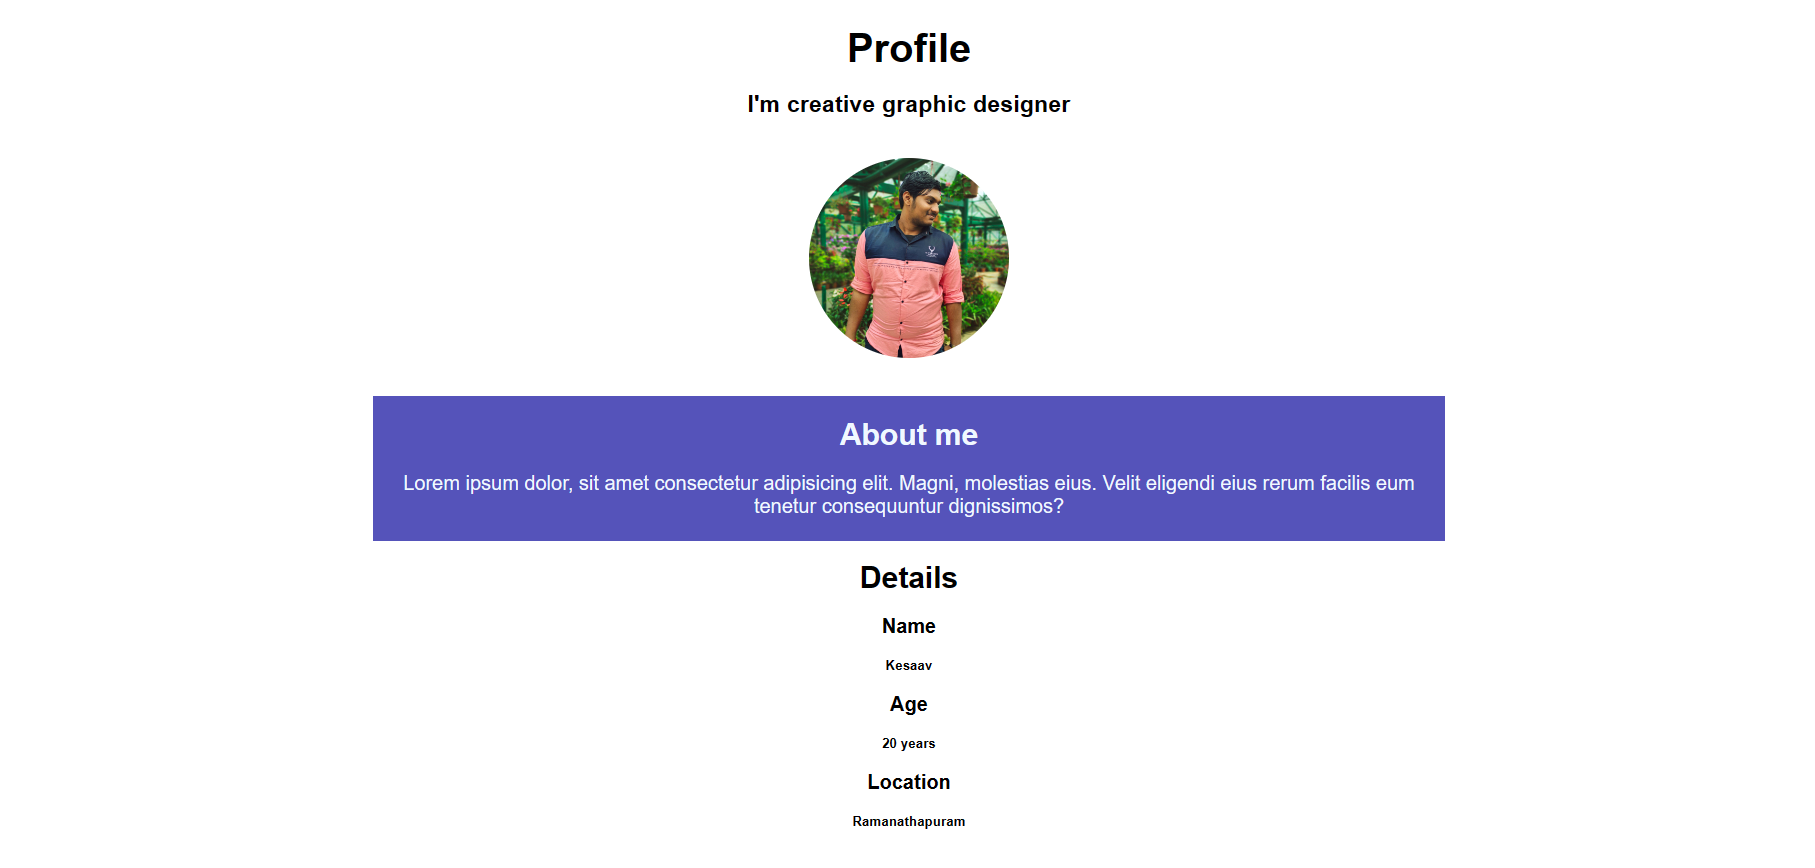 Profile
I'm creative graphic designer
About me
Lorem ipsum dolor, sit amet consectetur adipisicing elit. Magni, molestias eius. Velit eligendi eius rerum facilis eum
tenetur consequuntur dignissimos?
Details
Name
Kesaav
Age
20 years
Location
Ramanathapuram